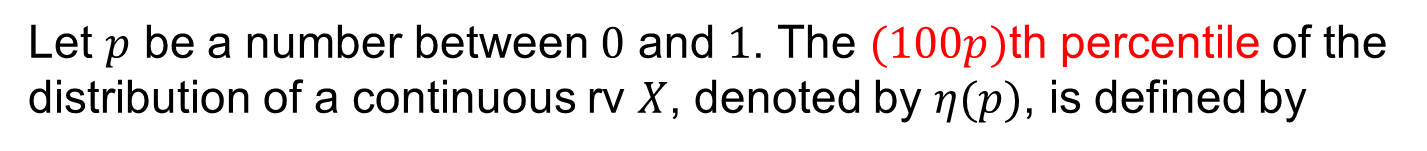 Let 𝑝 be a number between 0 and 1. The (100𝑝)th percentile of the
distribution of a continuous rv 𝑋, denoted by 𝜂(𝑝), is defined by